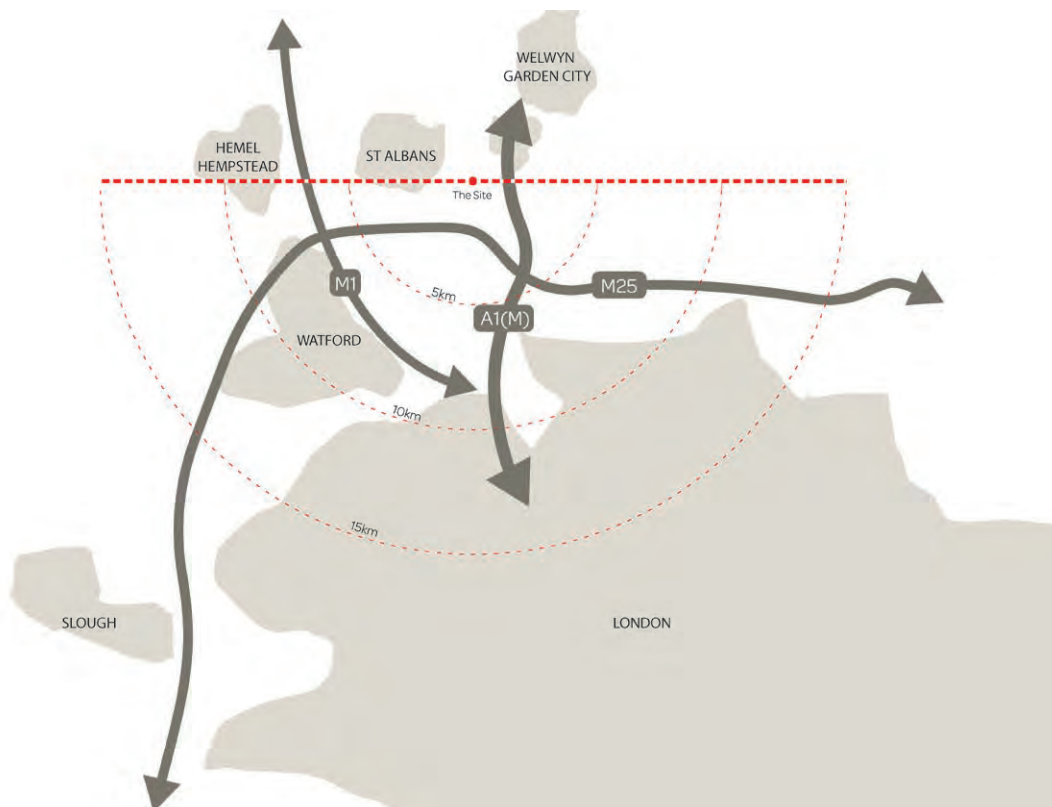 WELWYN
GARDEN CITY
HEMEL
HEMPSTEAD
ST ALBANS
The Site
M1
M25
5km
A1(M)
WATFORD
10km
15km
SLOUGH
LONDON